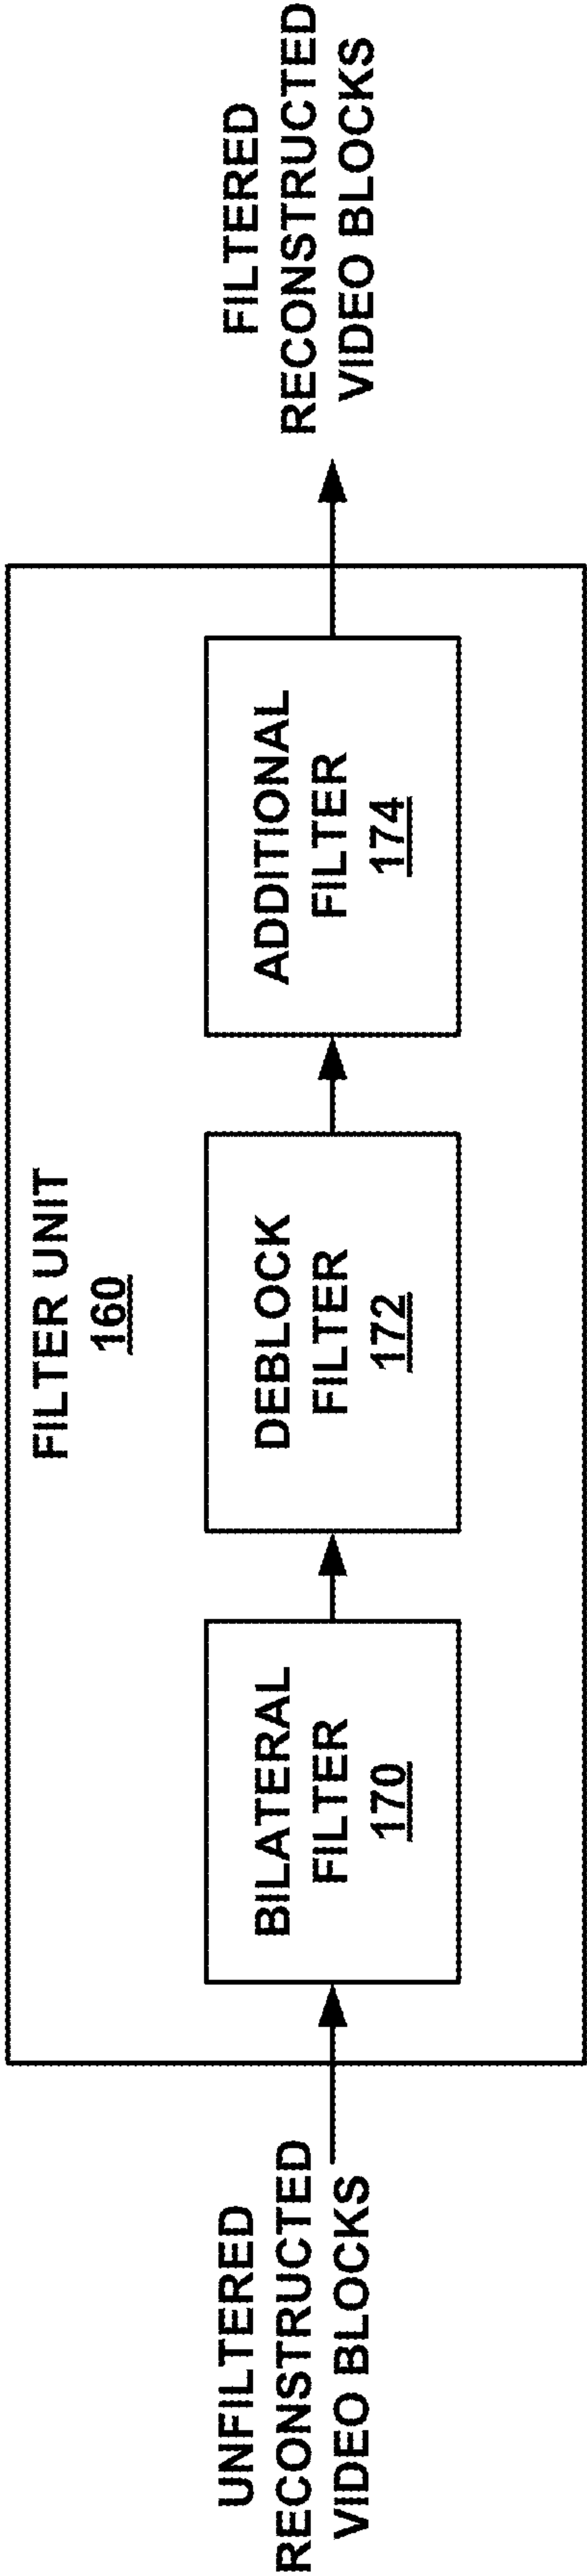 FILTER UNIT
160
UNFILTERED
RECONSTRUCTED
VIDEO BLOCKS
BILATERAL
FILTER
170
DEBLOCK
FILTER
172
ADDITIONAL
FILTER
174
FILTERED
RECONSTRUCTED
VIDEO BLOCKS